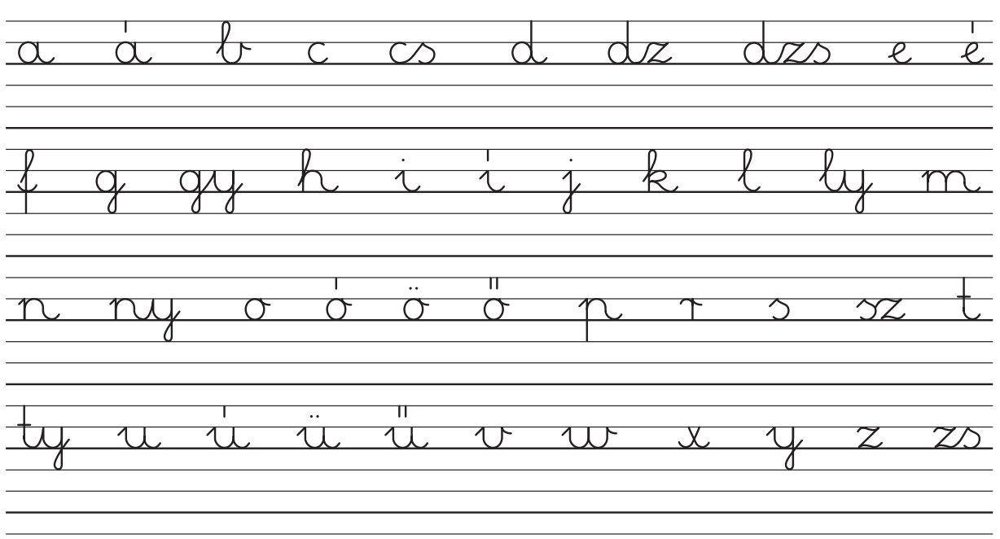 a á b c cs d dz dzs e é
f g gy h i í j k l ly m
n ny o ó ö ő p r s sz t
ty u ú ü ű v w x y z zs